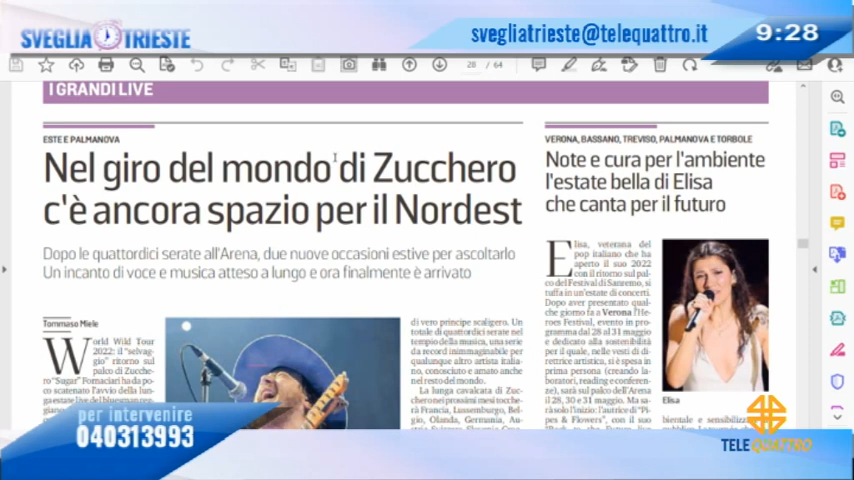 SVEGLIA TRIESTE
svegliatrieste@telequattro.it
9:28
28 / 64
I GRANDI LIVE
ESTE E PALMANOVA
Nel giro del mondo di Zucchero
c'è ancora spazio per il Nordest
Dopo le quattordici serate all'Arena, due nuove occasioni estive per ascoltarlo
Un incanto di voce e musica atteso a lungo e ora finalmente è arrivato
Tommaso Miele
World Wild Tour
2022: il "selvag-
gio" ritorno sul
palco di Zucche-
ro "Sugar" Fornaciari ha da po-
co scatenato l'avvio della lun-
di vero principe scaligero. Un
totale di quattordici serate nel
tempio della musica, una serie
da record inimmaginabile per
qualunque altro artista italia-
no, conosciuto e amato anche
nel resto del mondo.
La lunga cavalcata di Zuc-
chero nei prossimi mesi tocche-
rà Francia, Lussemburgo, Bel-
gio, Olanda, Germania, Au-
VERONA, BASSANO, TREVISO, PALMANOVA E TORBOLE
Note e cura per l'ambiente
l'estate bella di Elisa
che canta per il futuro
Elisa, veterana del
pop italiano che ha
aperto il suo 2022
con il ritorno sul pal-
co del Festival di Sanremo, si
tuffa in un'estate di concerti.
Dopo aver presentato qual-
che giorno fa a Verona l'He-
roes Festival, evento in pro-
gramma dal 28 al 31 maggio
e dedicato alla sostenibilità
per il quale, nelle vesti di di-
rettrice artistica, si è spesa in
prima persona (creando la-
boratori, reading e conferen-
ze), sarà sul palco dell'Arena
il 28, 30 e 31 maggio. Ma sa-
rà solo l'inizio: l'autrice di "Pi-
pes & Flowers", con il suo
Elisa
bientale e sensibilizz
per intervenire
040313993
TELEQUATTRO